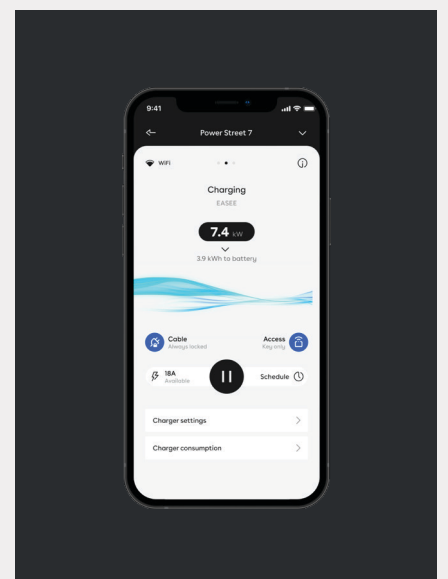 9:41
Power Street 7
WiFi
Charging
EASEE
7.4 kW
3.9 kWh to battery
Cable
Always locked
Access
Key only
18A
Available
Schedule
Charger settings
Charger consumption